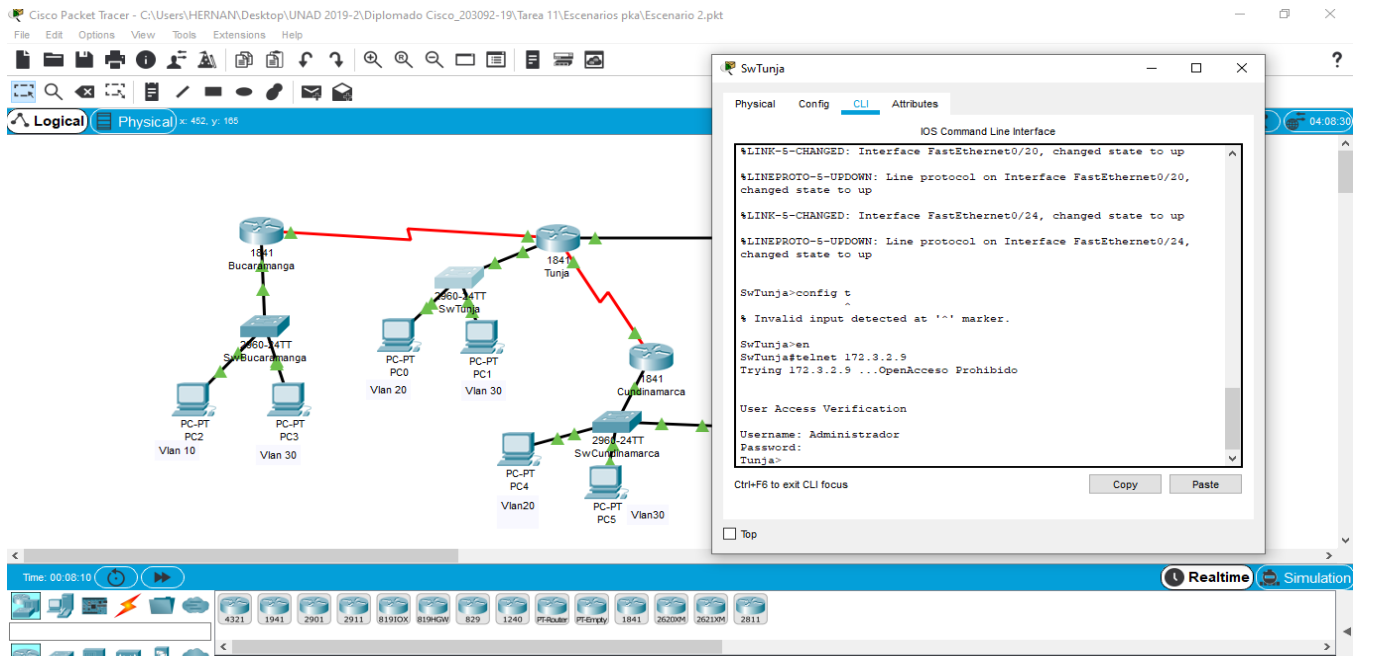 Cisco Packet Tracer - C:\Users\HERNAN\Desktop\UNAD 2019-2\Diplomado Cisco_203092-19\Tarea 11\Escenarios pka\Escenario 2.pkt
File Edit Options View Tools Extensions Help
?
Logical Physical x: 452, y: 165
04:08:30
1841
Bucaramanga
1841
Tunja
2960-24TT
SwTunja
2960-24TT
SwBucaramanga
PC-PT
PC0
Vlan 20
PC-PT
PC1
Vlan 30
1841
Cundinamarca
PC-PT
PC2
Vlan 10
PC-PT
PC3
Vlan 30
2960-24TT
SwCundinamarca
PC-PT
PC4
Vlan20
PC-PT
PC5
Vlan30
SwTunja
Physical Config CLI Attributes
IOS Command Line Interface
%LINK-5-CHANGED: Interface FastEthernet0/20, changed state to up
%LINEPROTO-5-UPDOWN: Line protocol on Interface FastEthernet0/20,
changed state to up
%LINK-5-CHANGED: Interface FastEthernet0/24, changed state to up
%LINEPROTO-5-UPDOWN: Line protocol on Interface FastEthernet0/24,
changed state to up
SwTunja>config t
^
% Invalid input detected at '^' marker.
SwTunja>en
SwTunja#telnet 172.3.2.9
Trying 172.3.2.9 ...OpenAcceso Prohibido
User Access Verification
Username: Administrador
Password:
Tunja>
Ctrl+F6 to exit CLI focus
Copy Paste
Top
Time: 00:08:10
Realtime Simulation
4321 1941 2901 2911 819IOX 819HGW 829 1240 PT-Router PT-Empty 1841 2620XM 2621XM 2811